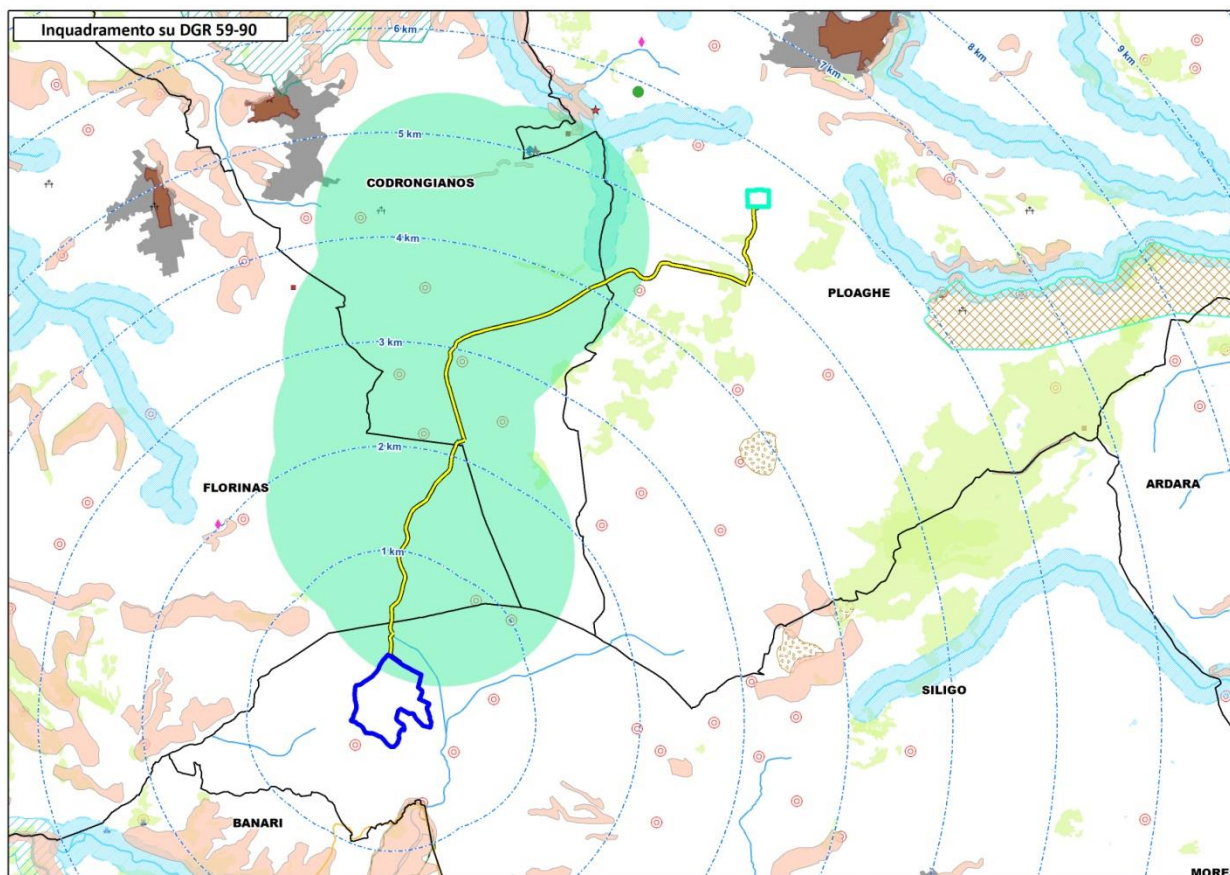 Inquadramento su DGR 59-90
6 km
7 km
8 km
9 km
5 km
CODRONGIANOS
4 km
PLOAGHE
3 km
2 km
FLORINAS
ARDARA
1 km
SILIGO
BANARI
MORE